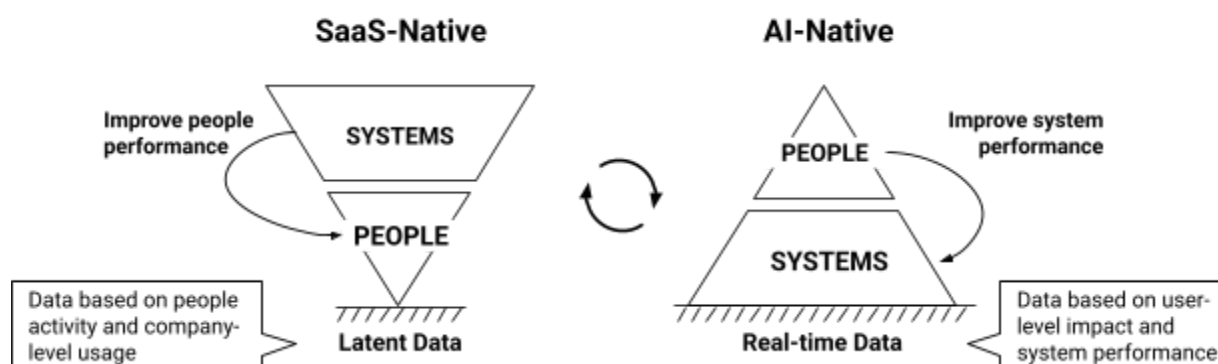 SaaS-Native
AI-Native
Improve people
performance
SYSTEMS
PEOPLE
Improve system
performance
PEOPLE
SYSTEMS
Data based on people
activity and company-
level usage
Latent Data
Real-time Data
Data based on user-
level impact and
system performance